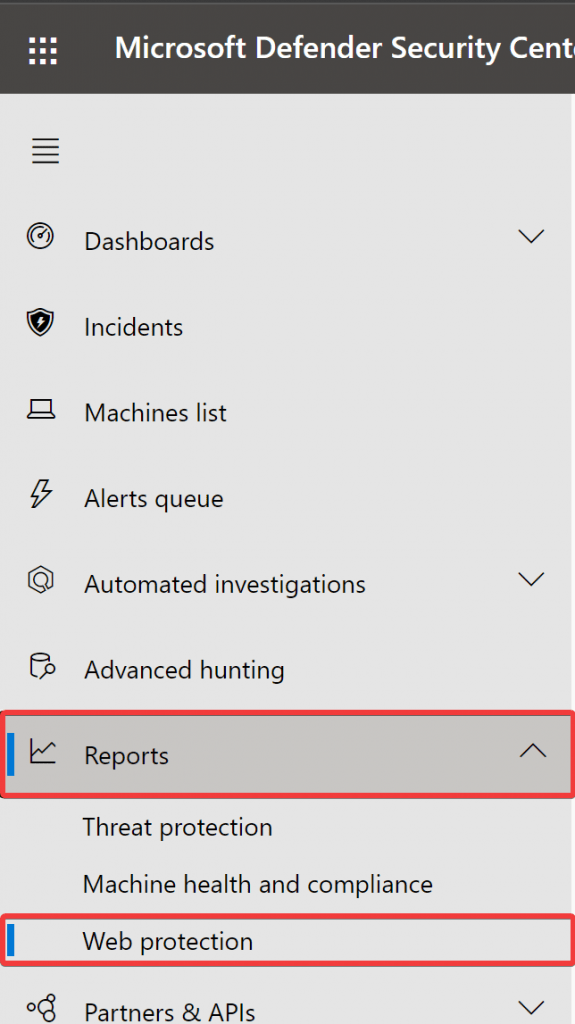 Microsoft Defender Security Cent
Dashboards
Incidents
Machines list
Alerts queue
Automated investigations
Advanced hunting
Reports
Threat protection
Machine health and compliance
Web protection
Partners & APIs